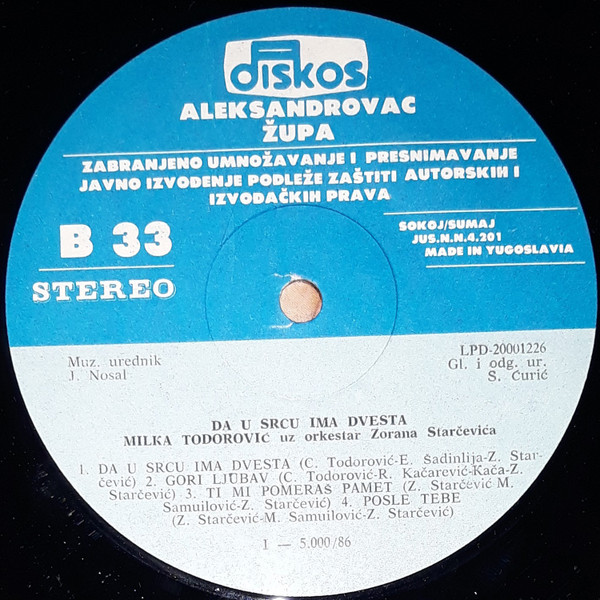 diskos
ALEKSANDROVAC
ŽUPA
ZABRANJENO UMNOŽAVANJE I PRESNIMAVANJE
JAVNO IZVOĐENJE PODLEŽE ZAŠTITI AUTORSKIH I
IZVOĐAČKIH PRAVA
B 33
STEREO
SOKOJ/SUMAJ
JUS.N.N.4.201
MADE IN YUGOSLAVIA
Muz. urednik
J. Nosal
LPD-20001226
Gl. i odg. ur.
S. Ćurić
DA U SRCU IMA DVESTA
MILKA TODOROVIĆ uz orkestar Zorana Starčevića
1. DA U SRCU IMA DVESTA (C. Todorović-E. Sadinlija-Z. Star-
čević) 2. GORI LJUBAV (C. Todorović-R. Kačarević-Kača-Z.
Starčević) 3. TI MI POMERAŠ PAMET (Z. Starčević M.
Samuilović-Z. Starčević) 4. POSLE TEBE
(Z. Starčević-M. Samuilović-Z. Starčević)
1 — 5.000/86